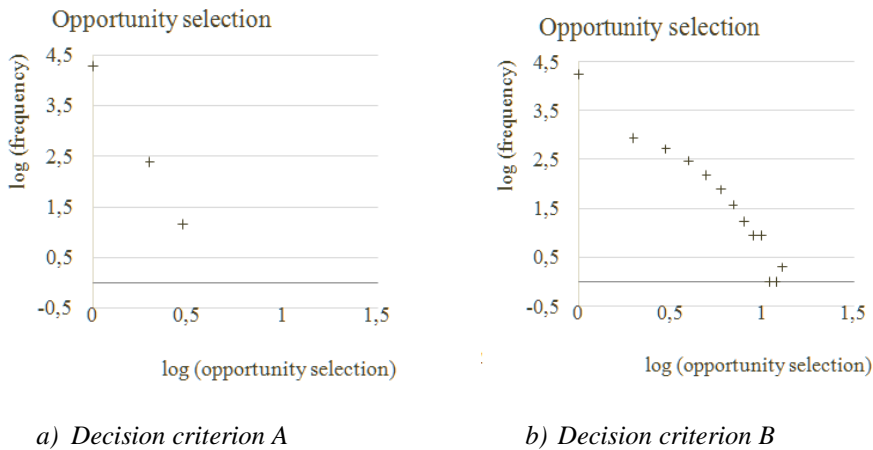 Opportunity selection
log (frequency)
4,5
3,5
2,5
1,5
0,5
-0,5
0
0,5
1
1,5
log (opportunity selection)
a) Decision criterion A
Opportunity selection
log (frequency)
4,5
3,5
2,5
1,5
0,5
-0,5
0
0,5
1
1,5
log (opportunity selection)
b) Decision criterion B